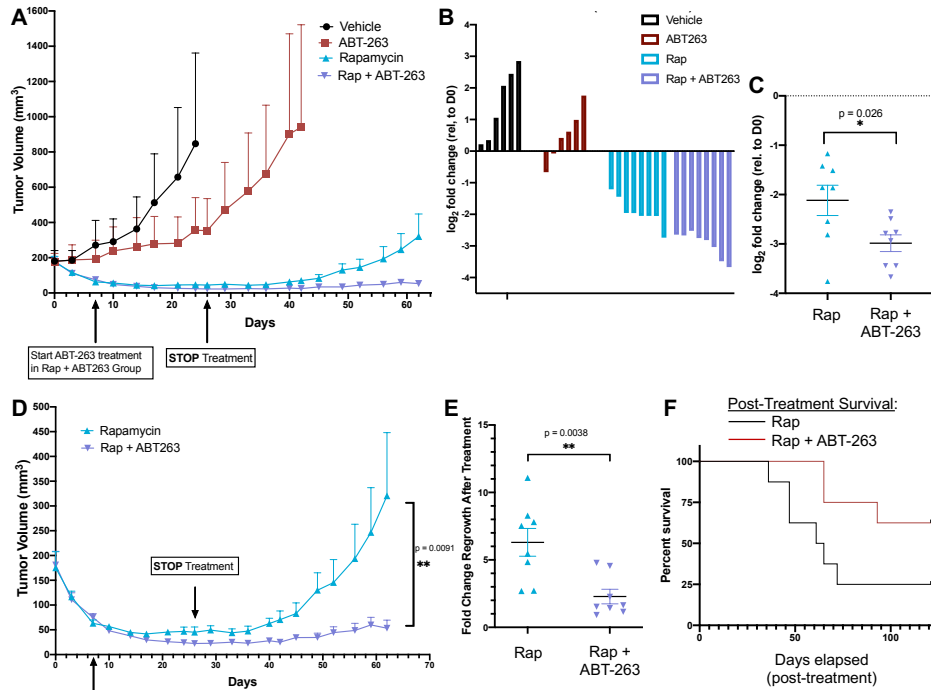 A
1600
1400
1200
1000
800
600
400
200
0
Tumor Volume (mm³)
0 10 20 30 40 50 60
Days
Vehicle
ABT-263
Rapamycin
Rap + ABT-263
Start ABT-263 treatment
in Rap + ABT263 Group
STOP Treatment
B
4
3
2
1
0
-1
-2
-3
-4
log₂ fold change (rel, to D0)
Vehicle
ABT263
Rap
Rap + ABT263
C
0
-1
-2
-3
-4
log₂ fold change (rel. to D0)
p = 0.026
*
Rap
Rap +
ABT-263
D
500
450
400
350
300
250
200
150
100
50
0
Tumor Volume (mm³)
0 10 20 30 40 50 60 70
Days
Rapamycin
Rap + ABT263
STOP Treatment
p = 0.0091
**
E
15
10
5
0
Fold Change Regrowth After Treatment
p = 0.0038
**
Rap
Rap +
ABT-263
F
Post-Treatment Survival:
Rap
Rap + ABT-263
100
75
50
25
0
Percent survival
0 50 100
Days elapsed
(post-treatment)